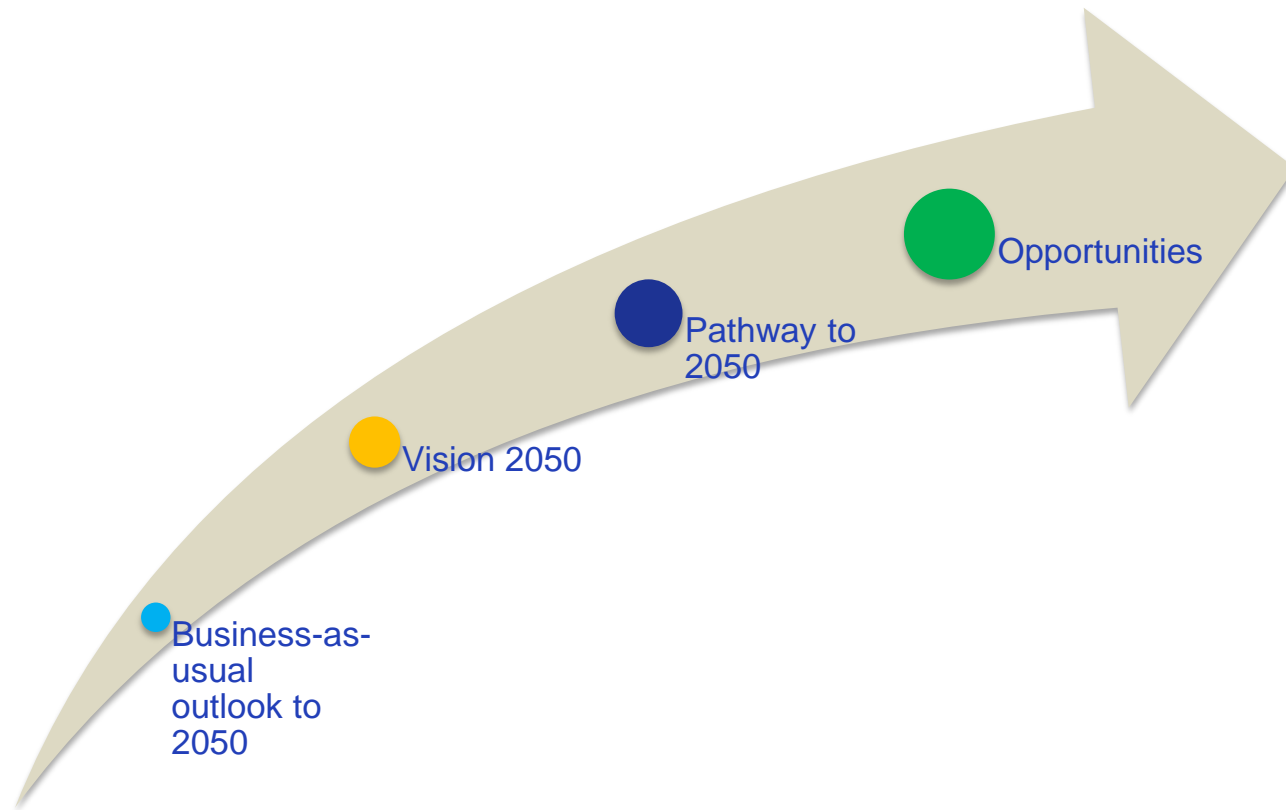 Opportunities
Pathway to
2050
Vision 2050
Business-as-
usual
outlook to
2050